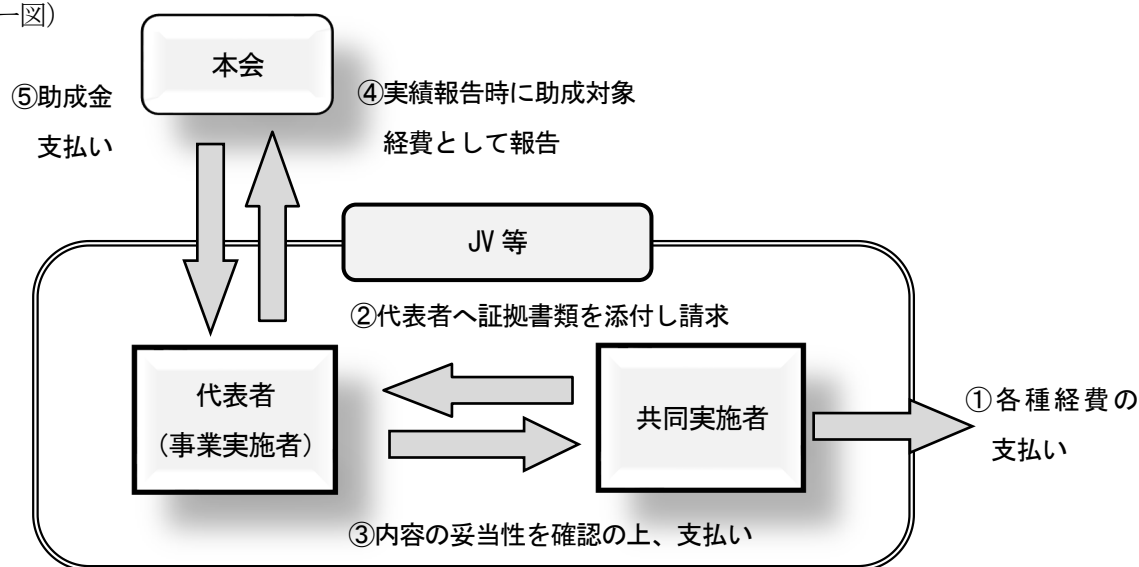 ー図)
本会
⑤助成金
支払い
④実績報告時に助成対象
経費として報告
JV 等
②代表者へ証拠書類を添付し請求
代表者
(事業実施者)
共同実施者
①各種経費の
支払い
③内容の妥当性を確認の上、支払い